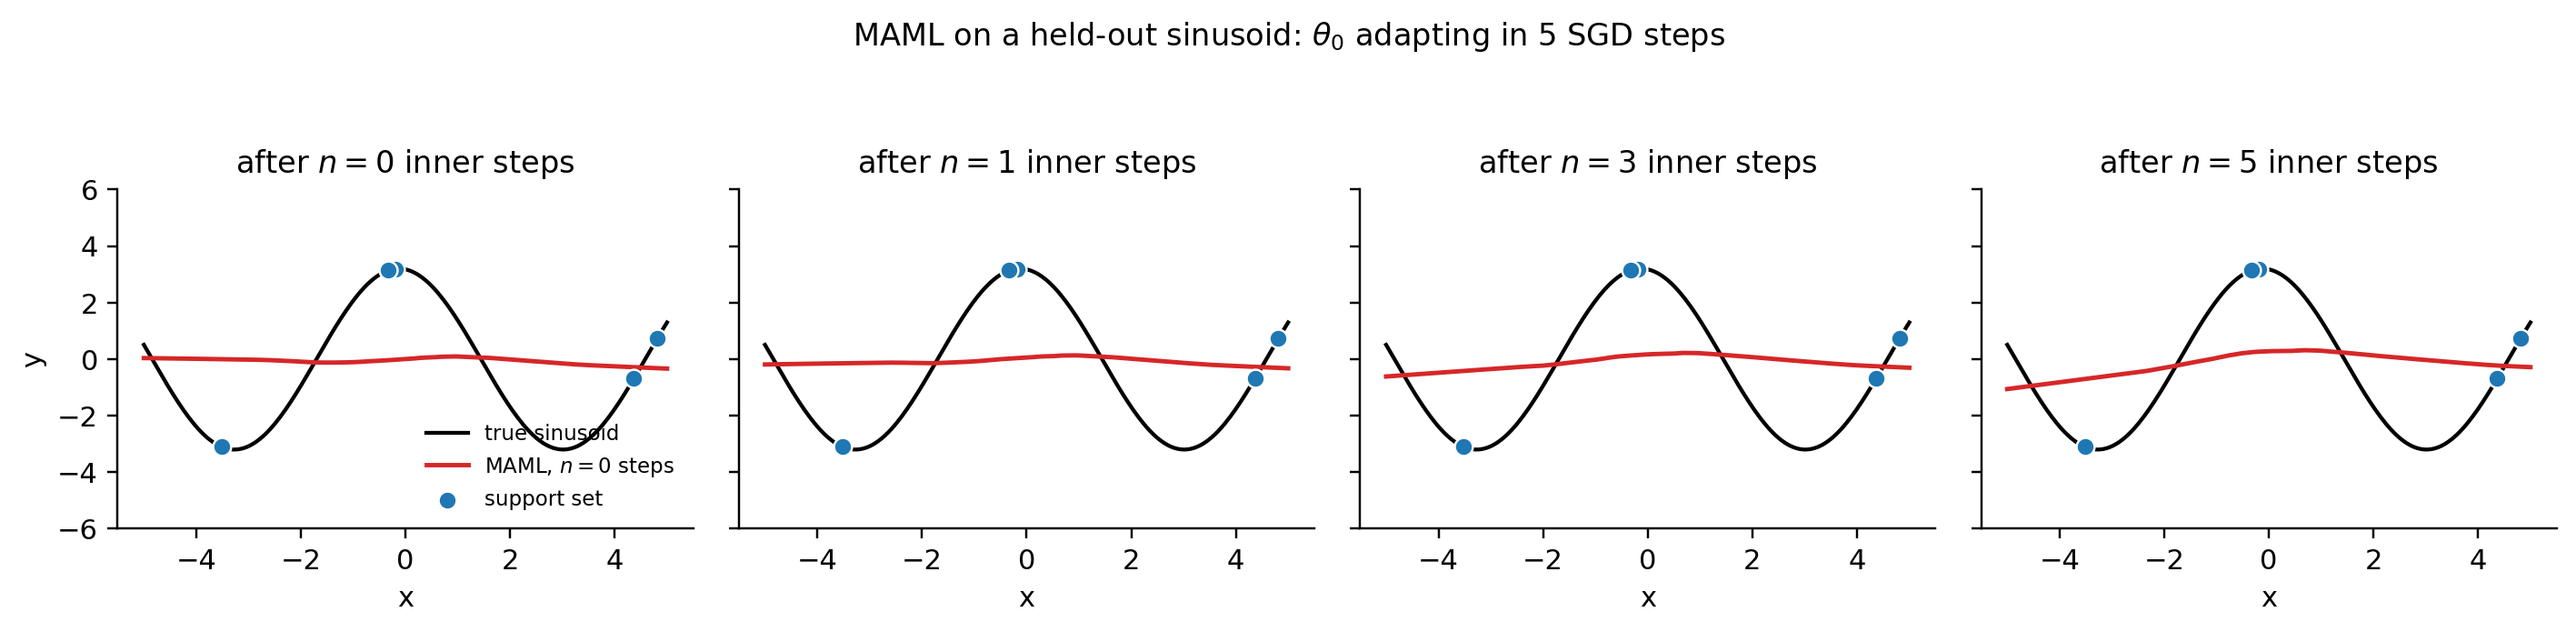 MAML on a held-out sinusoid: θ₀ adapting in 5 SGD steps
after n = 0 inner steps
after n = 1 inner steps
after n = 3 inner steps
after n = 5 inner steps
y
6
4
2
0
−2
−4
−6
true sinusoid
MAML, n = 0 steps
support set
−4 −2 0 2 4
−4 −2 0 2 4
−4 −2 0 2 4
−4 −2 0 2 4
x
x
x
x